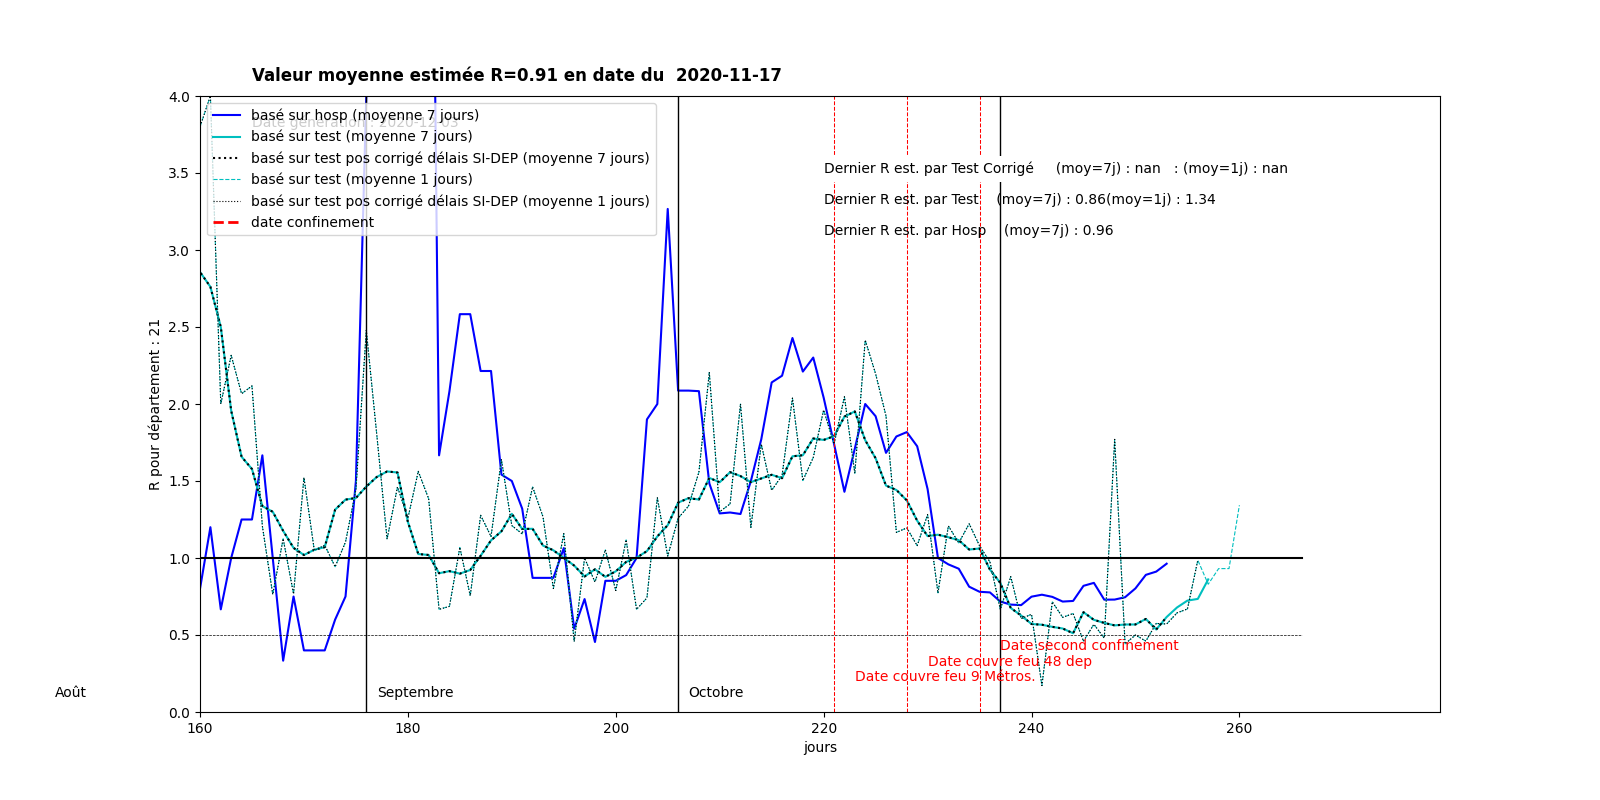 Valeur moyenne estimée R=0.91 en date du  2020-11-17
Date génération : 2020-12-03
basé sur hosp (moyenne 7 jours)
basé sur test (moyenne 7 jours)
basé sur test pos corrigé délais SI-DEP (moyenne 7 jours)
basé sur test (moyenne 1 jours)
basé sur test pos corrigé délais SI-DEP (moyenne 1 jours)
date confinement
Dernier R est. par Test Corrigé (moy=7j) : nan : (moy=1j) : nan
Dernier R est. par Test (moy=7j) : 0.86(moy=1j) : 1.34
Dernier R est. par Hosp (moy=7j) : 0.96
4.0
3.5
3.0
2.5
2.0
1.5
1.0
0.5
0.0
R pour département : 21
Date second confinement
Date couvre feu 48 dep
Date couvre feu 9 Métros.
Août
Septembre
Octobre
160
180
200
220
240
260
jours